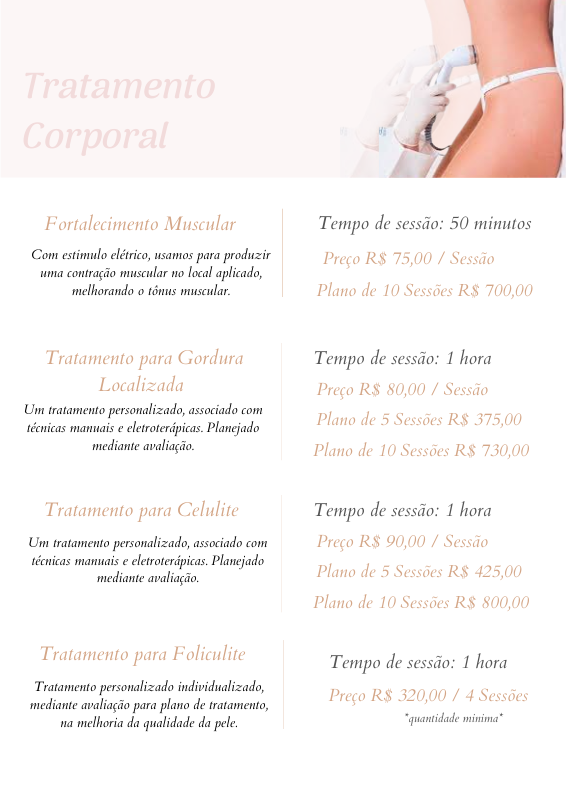 Tratamento
Corporal
Fortalecimento Muscular
Com estimulo elétrico, usamos para produzir
uma contração muscular no local aplicado,
melhorando o tônus muscular.
Tempo de sessão: 50 minutos
Preço R$ 75,00 / Sessão
Plano de 10 Sessões R$ 700,00
Tratamento para Gordura
Localizada
Um tratamento personalizado, associado com
técnicas manuais e eletroterápicas. Planejado
mediante avaliação.
Tempo de sessão: 1 hora
Preço R$ 80,00 / Sessão
Plano de 5 Sessões R$ 375,00
Plano de 10 Sessões R$ 730,00
Tratamento para Celulite
Um tratamento personalizado, associado com
técnicas manuais e eletroterápicas. Planejado
mediante avaliação.
Tempo de sessão: 1 hora
Preço R$ 90,00 / Sessão
Plano de 5 Sessões R$ 425,00
Plano de 10 Sessões R$ 800,00
Tratamento para Foliculite
Tratamento personalizado individualizado,
mediante avaliação para plano de tratamento,
na melhoria da qualidade da pele.
Tempo de sessão: 1 hora
Preço R$ 320,00 / 4 Sessões
*quantidade minima*